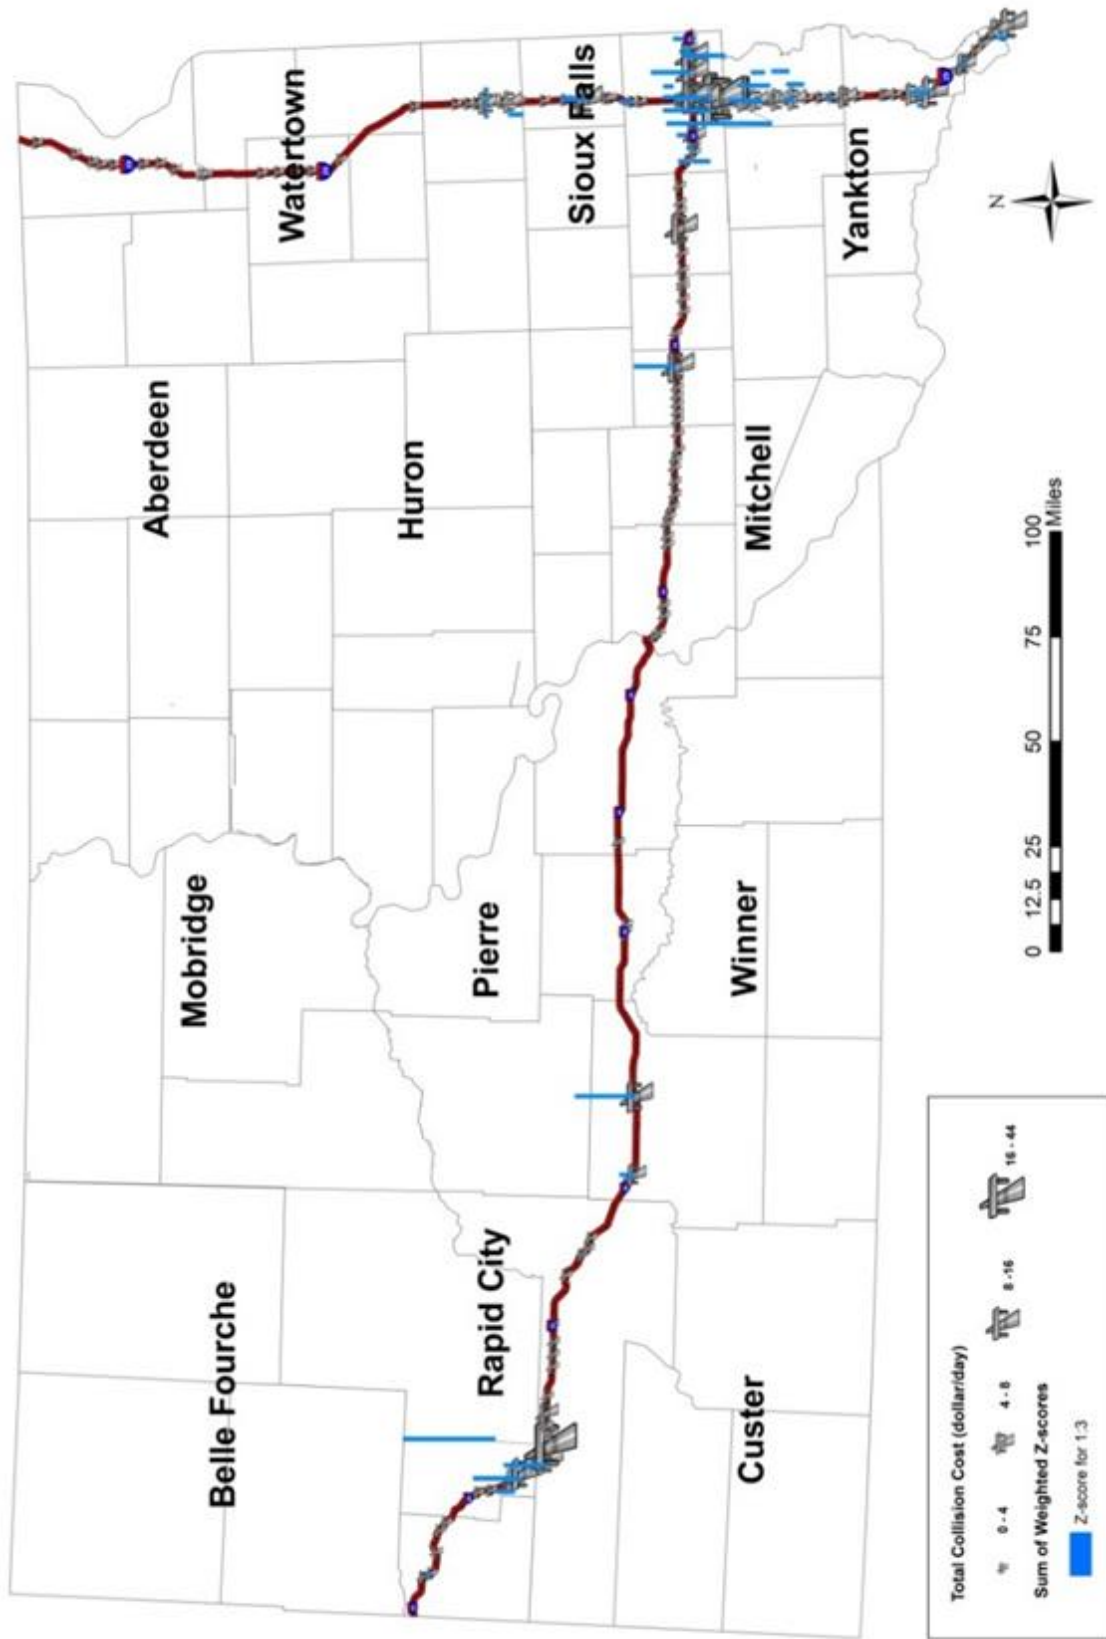 Belle Fourche
Mobridge
Aberdeen
Watertown
Rapid City
Pierre
Huron
Sioux Falls
Custer
Winner
Mitchell
Yankton
N
0 12.5 25 50 75 100
Miles
Total Collision Cost (dollar/day)
0 - 4 4 - 8 8 -16 16 - 44
Sum of Weighted Z-scores
Z-score for 1:3